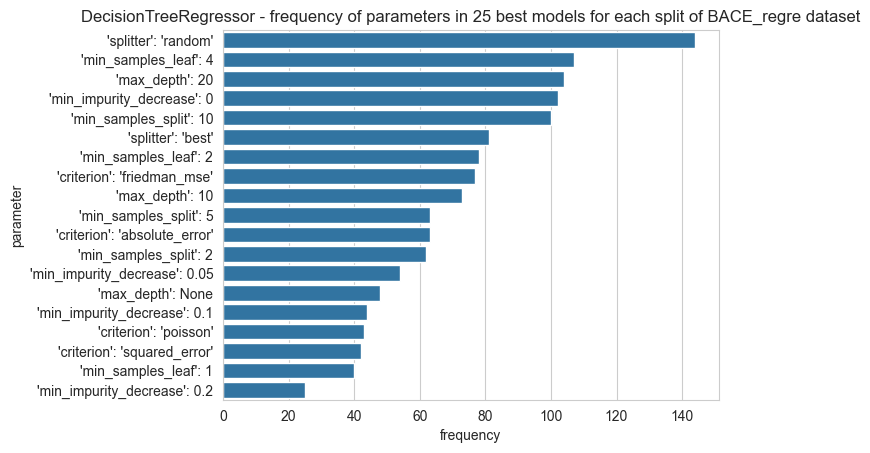 DecisionTreeRegressor - frequency of parameters in 25 best models for each split of BACE_regre dataset
parameter
'splitter': 'random'
'min_samples_leaf': 4
'max_depth': 20
'min_impurity_decrease': 0
'min_samples_split': 10
'splitter': 'best'
'min_samples_leaf': 2
'criterion': 'friedman_mse'
'max_depth': 10
'min_samples_split': 5
'criterion': 'absolute_error'
'min_samples_split': 2
'min_impurity_decrease': 0.05
'max_depth': None
'min_impurity_decrease': 0.1
'criterion': 'poisson'
'criterion': 'squared_error'
'min_samples_leaf': 1
'min_impurity_decrease': 0.2
0 20 40 60 80 100 120 140
frequency